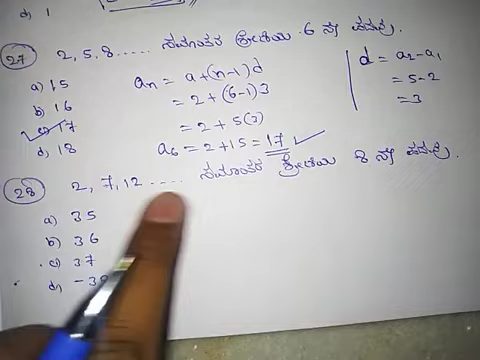 d) 1
27 2, 5, 8 ..... ಸಮಾಂತರ ಶ್ರೇಢಿಯ 6 ನೇ ಪದವು.
a) 15
b) 16
c) 17
d) 18
an = a+(n-1)d
= 2+(6-1)3
= 2+5(3)
a6 = 2+15 = 17
d = a2-a1
= 5-2
= 3
28 2, 7, 12 ..... ಸಮಾಂತರ ಶ್ರೇಢಿಯ 8 ನೇ ಪದವು.
a) 35
b) 36
c) 37